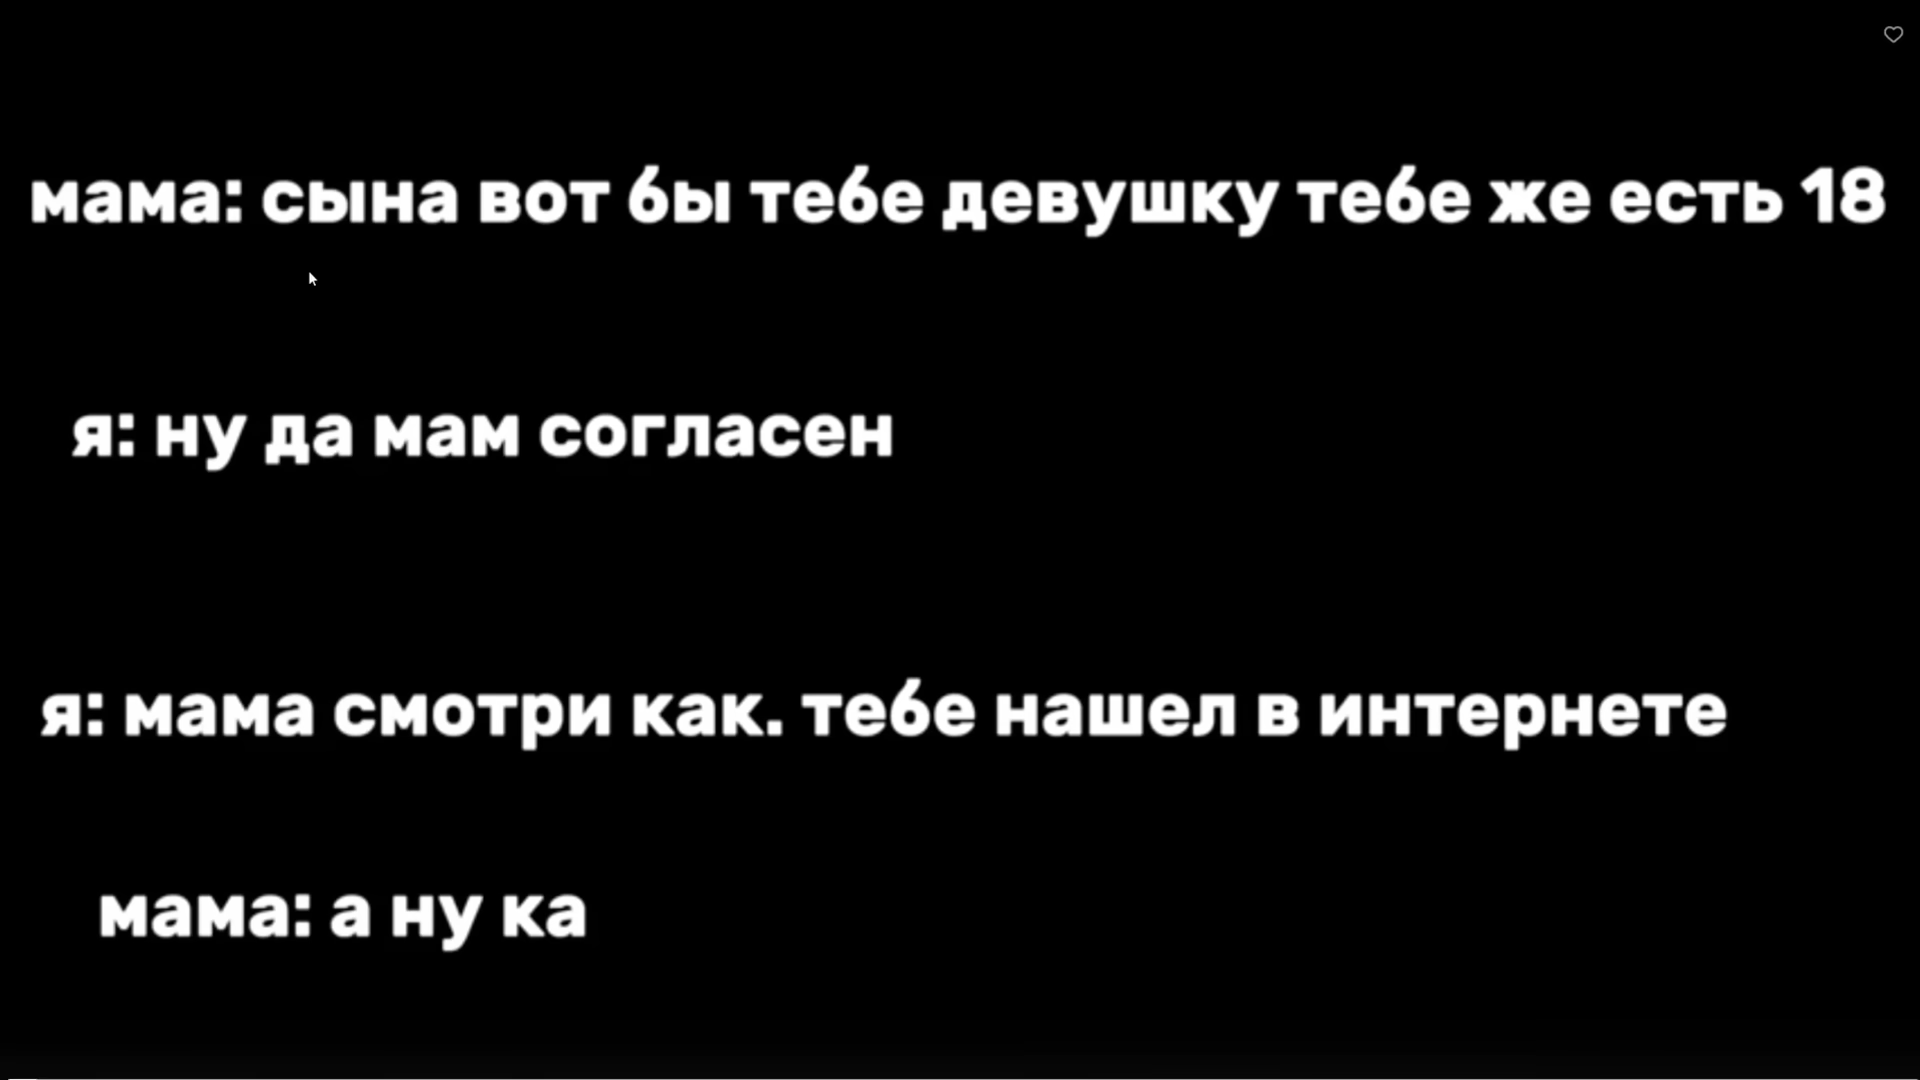 мама: сына вот бы тебе девушку тебе же есть 18
я: ну да мам согласен
я: мама смотри как. тебе нашел в интернете
мама: а ну ка